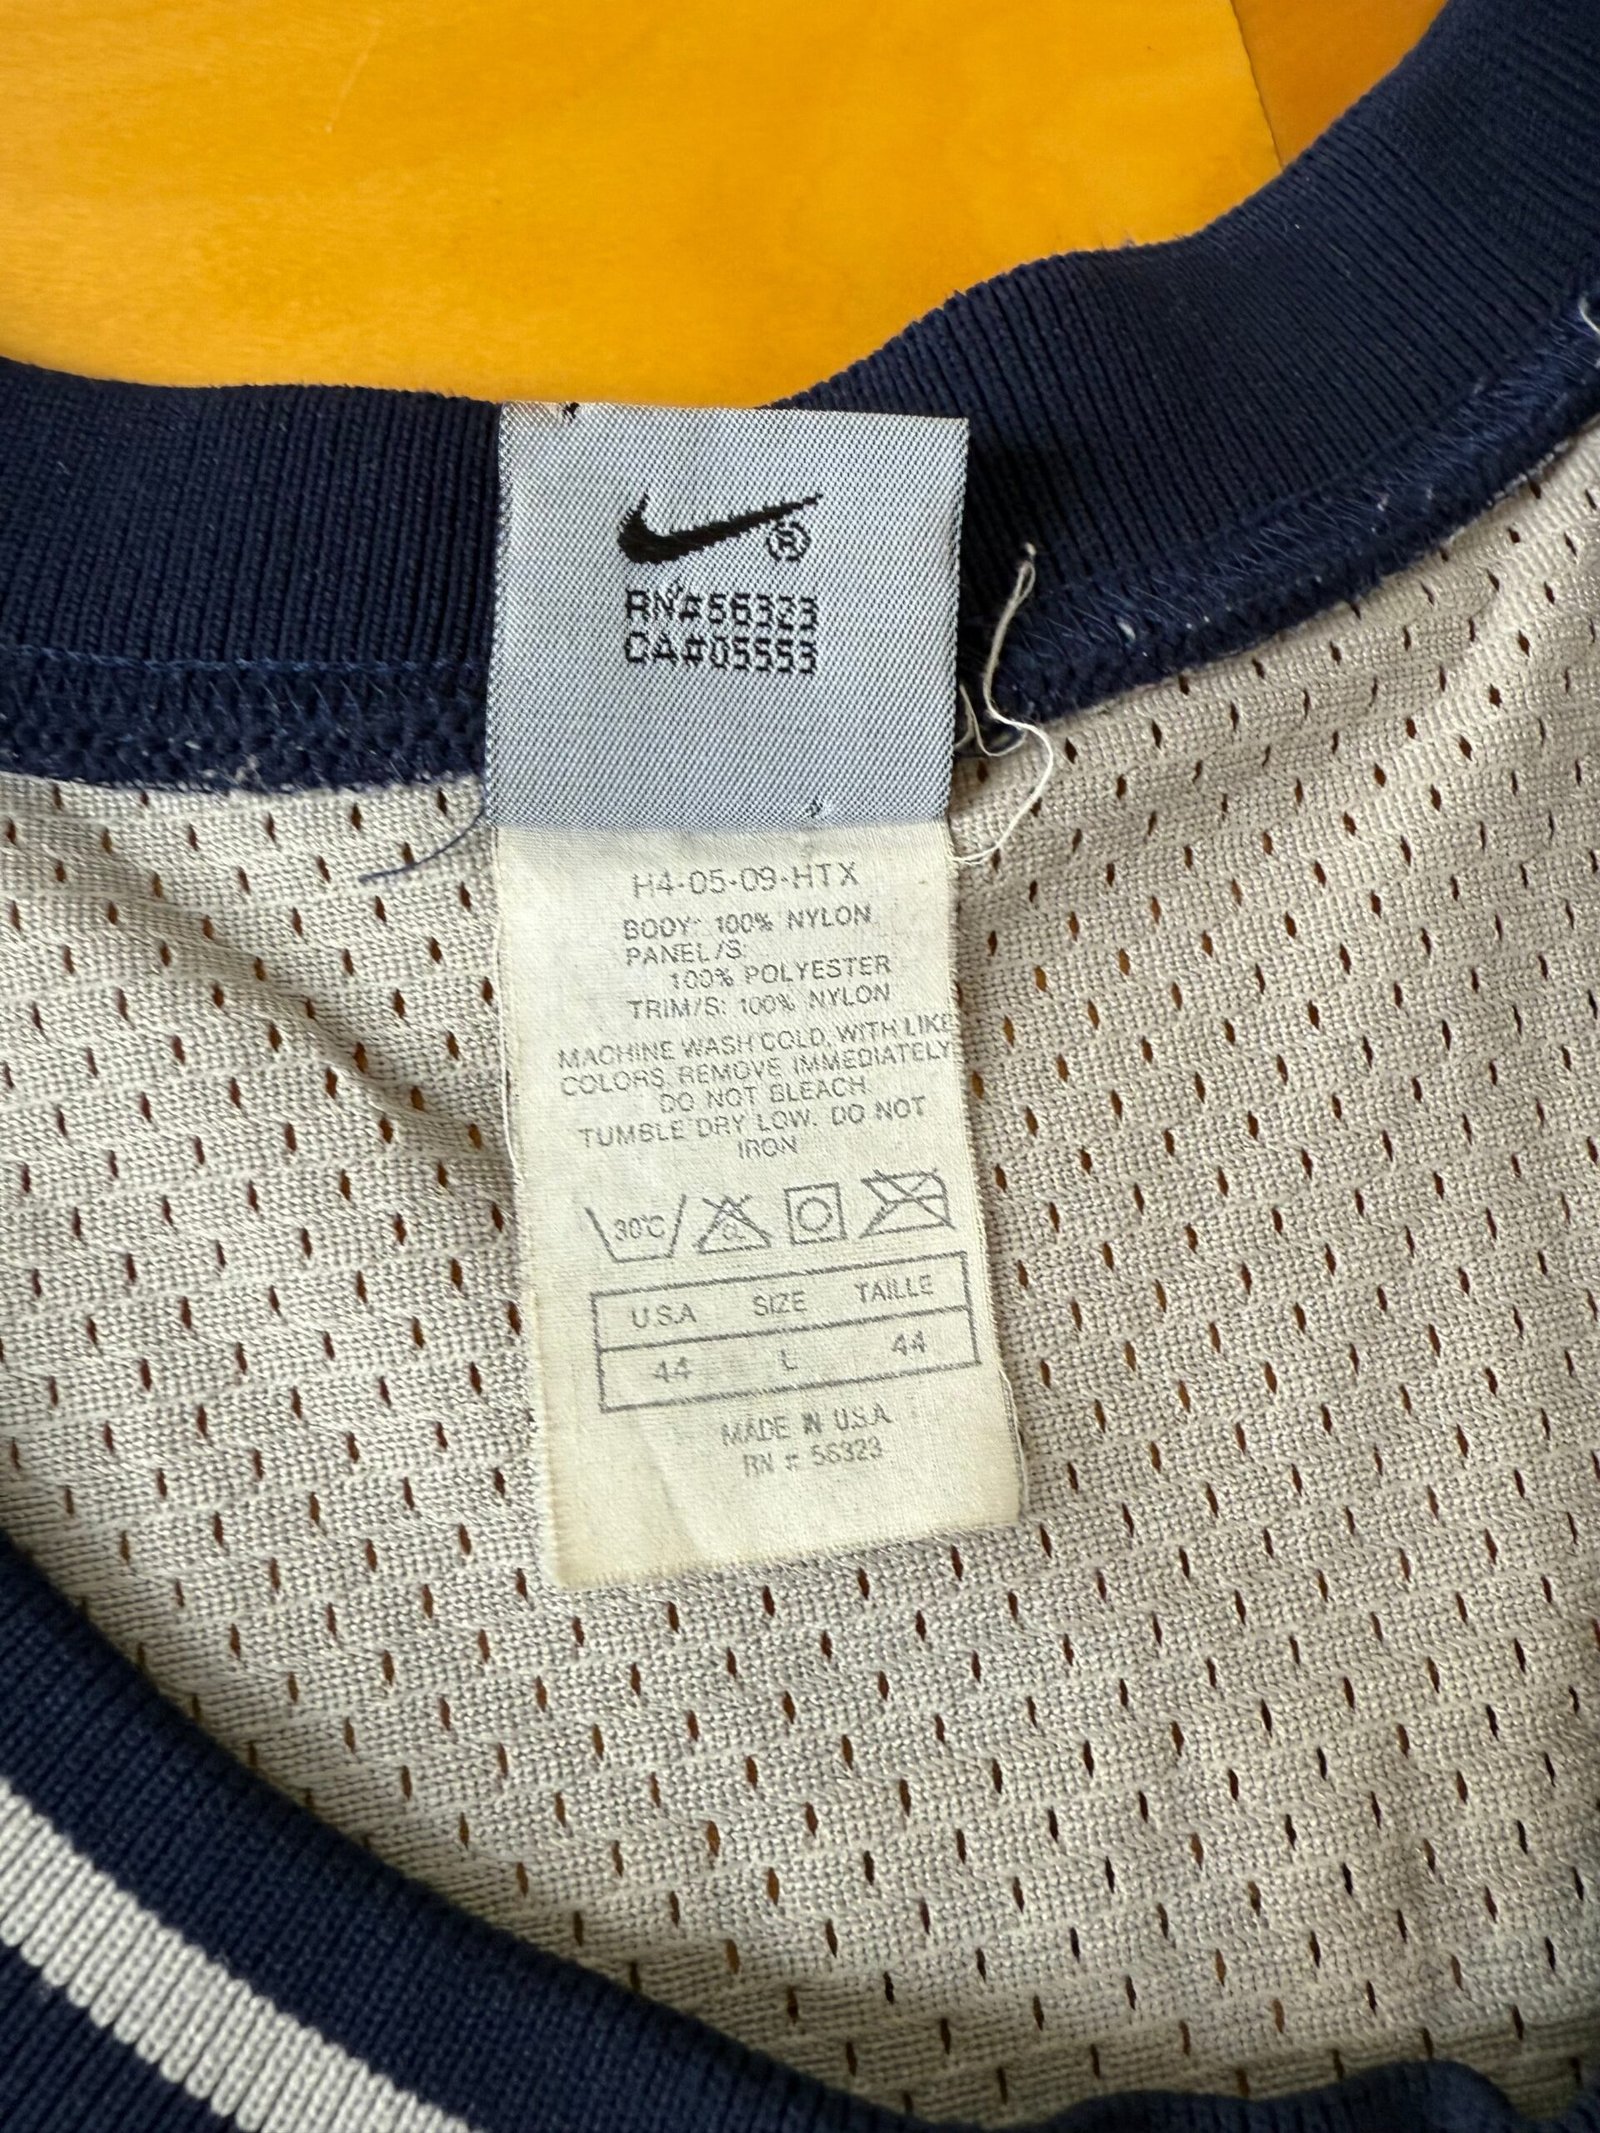 ®
RN#56323
CA#05553
H4-05-09-HTX
BODY: 100% NYLON
PANEL/S:
100% POLYESTER
TRIM/S: 100% NYLON
MACHINE WASH COLD, WITH LIKE
COLORS REMOVE IMMEDIATELY
DO NOT BLEACH
TUMBLE DRY LOW. DO NOT
IRON
30°C CL
U.S.A SIZE TAILLE
44 L 44
MADE IN U.S.A.
RN # 56323